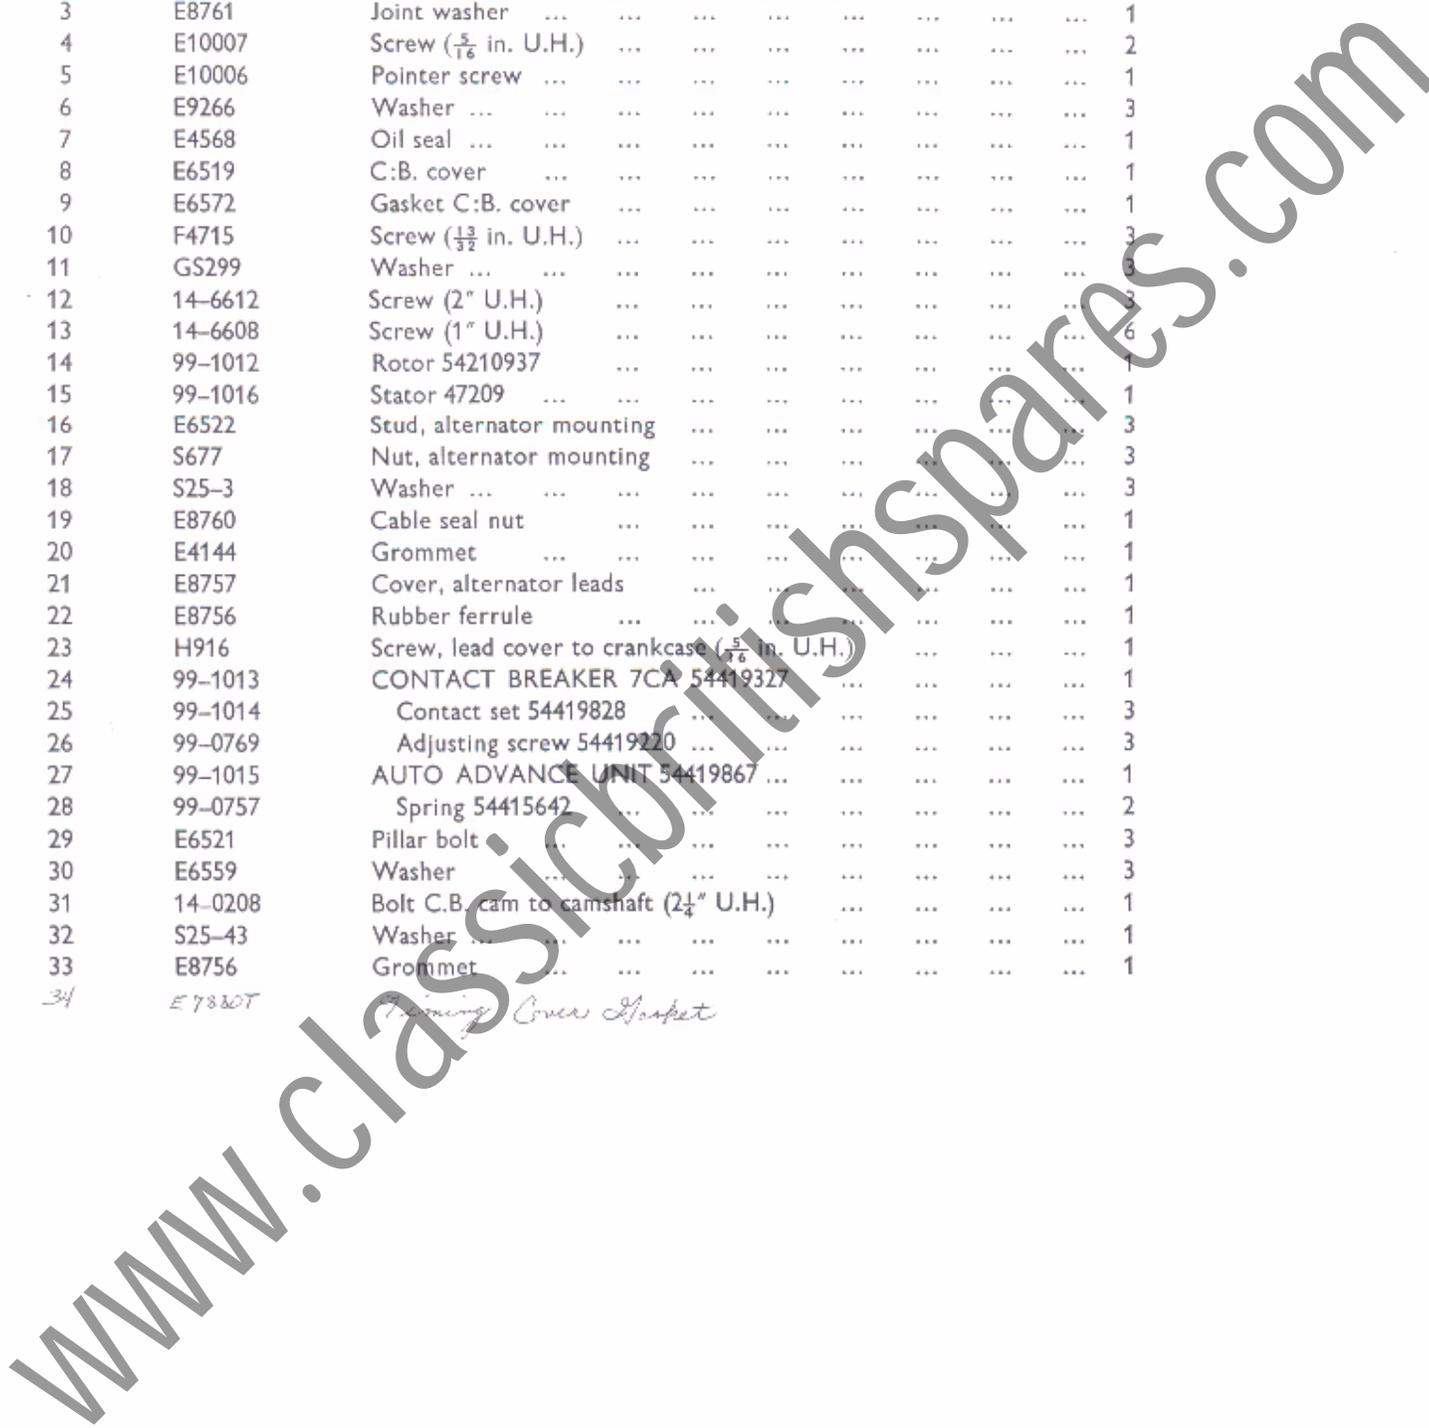 3 E8761 Joint washer ... ... ... ... ... ... ... ... 1
4 E10007 Screw (5/16 in. U.H.) ... ... ... ... ... ... ... 2
5 E10006 Pointer screw ... ... ... ... ... ... ... ... 1
6 E9266 Washer ... ... ... ... ... ... ... ... ... 3
7 E4568 Oil seal ... ... ... ... ... ... ... ... ... 1
8 E6519 C:B. cover ... ... ... ... ... ... ... ... 1
9 E6572 Gasket C:B. cover ... ... ... ... ... ... ... 1
10 F4715 Screw (13/32 in. U.H.) ... ... ... ... ... ... ... 3
11 GS299 Washer ... ... ... ... ... ... ... ... ... 3
12 14–6612 Screw (2″ U.H.) ... ... ... ... ... ... ... 3
13 14–6608 Screw (1″ U.H.) ... ... ... ... ... ... ... 6
14 99–1012 Rotor 54210937 ... ... ... ... ... ... ... 1
15 99–1016 Stator 47209 ... ... ... ... ... ... ... ... 1
16 E6522 Stud, alternator mounting ... ... ... ... ... ... 3
17 S677 Nut, alternator mounting ... ... ... ... ... ... 3
18 S25–3 Washer ... ... ... ... ... ... ... ... ... 3
19 E8760 Cable seal nut ... ... ... ... ... ... ... 1
20 E4144 Grommet ... ... ... ... ... ... ... ... 1
21 E8757 Cover, alternator leads ... ... ... ... ... ... 1
22 E8756 Rubber ferrule ... ... ... ... ... ... ... 1
23 H916 Screw, lead cover to crankcase (5/16 in. U.H.) ... ... ... 1
24 99–1013 CONTACT BREAKER 7CA 54419327 ... ... ... ... 1
25 99–1014 Contact set 54419828 ... ... ... ... ... ... 3
26 99–0769 Adjusting screw 54419220 ... ... ... ... ... ... 3
27 99–1015 AUTO ADVANCE UNIT 54419867 ... ... ... ... ... 1
28 99–0757 Spring 54415642 ... ... ... ... ... ... ... 2
29 E6521 Pillar bolt ... ... ... ... ... ... ... ... 3
30 E6559 Washer ... ... ... ... ... ... ... ... 3
31 14–0208 Bolt C.B. cam to camshaft (2¼″ U.H.) ... ... ... ... 1
32 S25–43 Washer ... ... ... ... ... ... ... ... ... 1
33 E8756 Grommet ... ... ... ... ... ... ... ... 1
34 Timing Cover Gasket
www.classicbritishspares.com